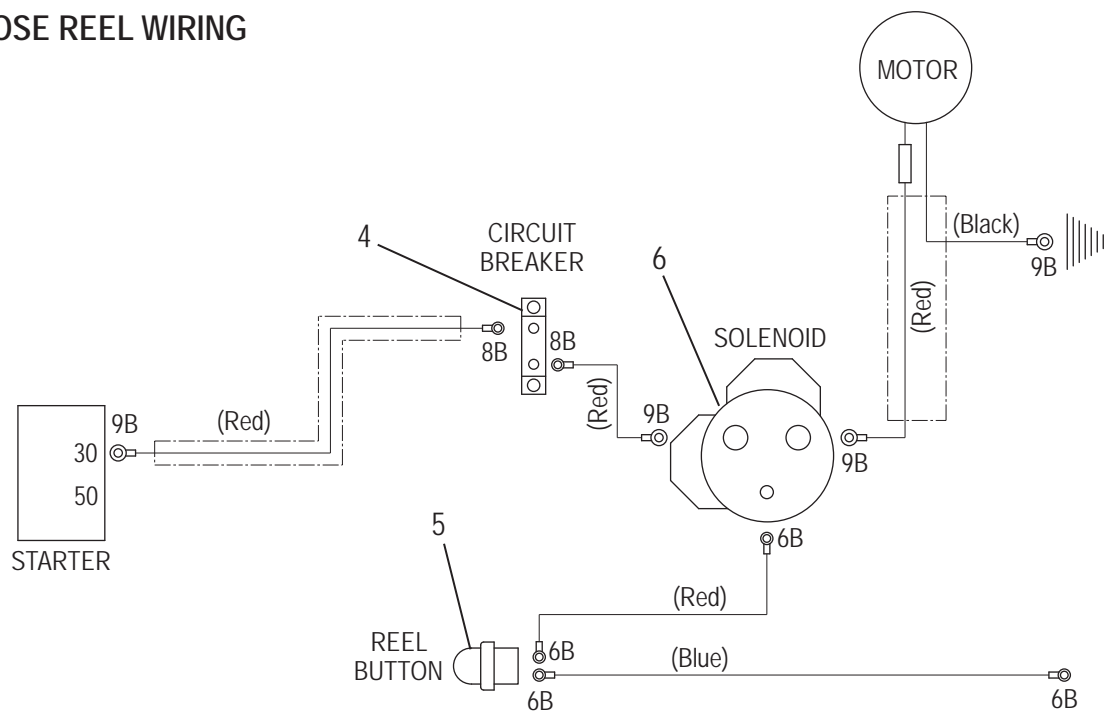 OSE REEL WIRING
MOTOR
(Black)
9B
(Red)
4
CIRCUIT
BREAKER
6
SOLENOID
8B
8B
(Red)
9B
9B
9B
(Red)
30
50
STARTER
5
6B
(Red)
REEL
BUTTON
6B
(Blue)
6B
6B